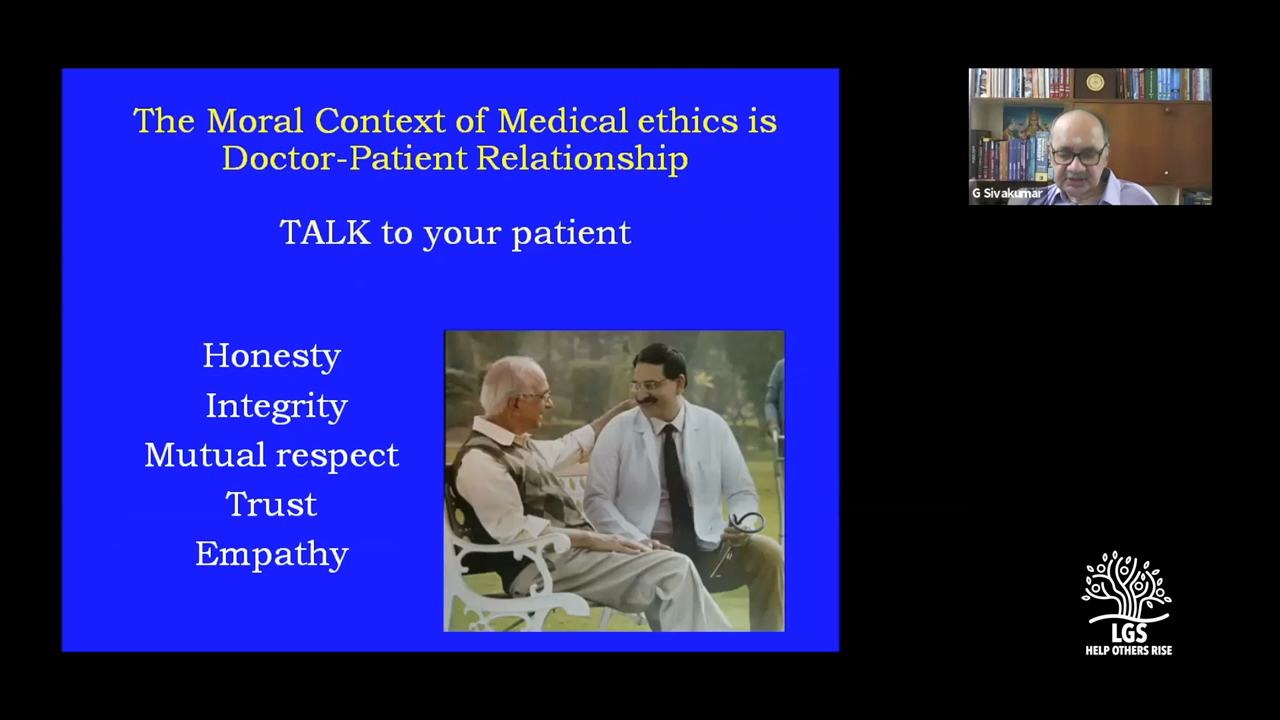 The Moral Context of Medical ethics is
Doctor-Patient Relationship
TALK to your patient
Honesty
Integrity
Mutual respect
Trust
Empathy
G Sivakumar
LGS
HELP OTHERS RISE